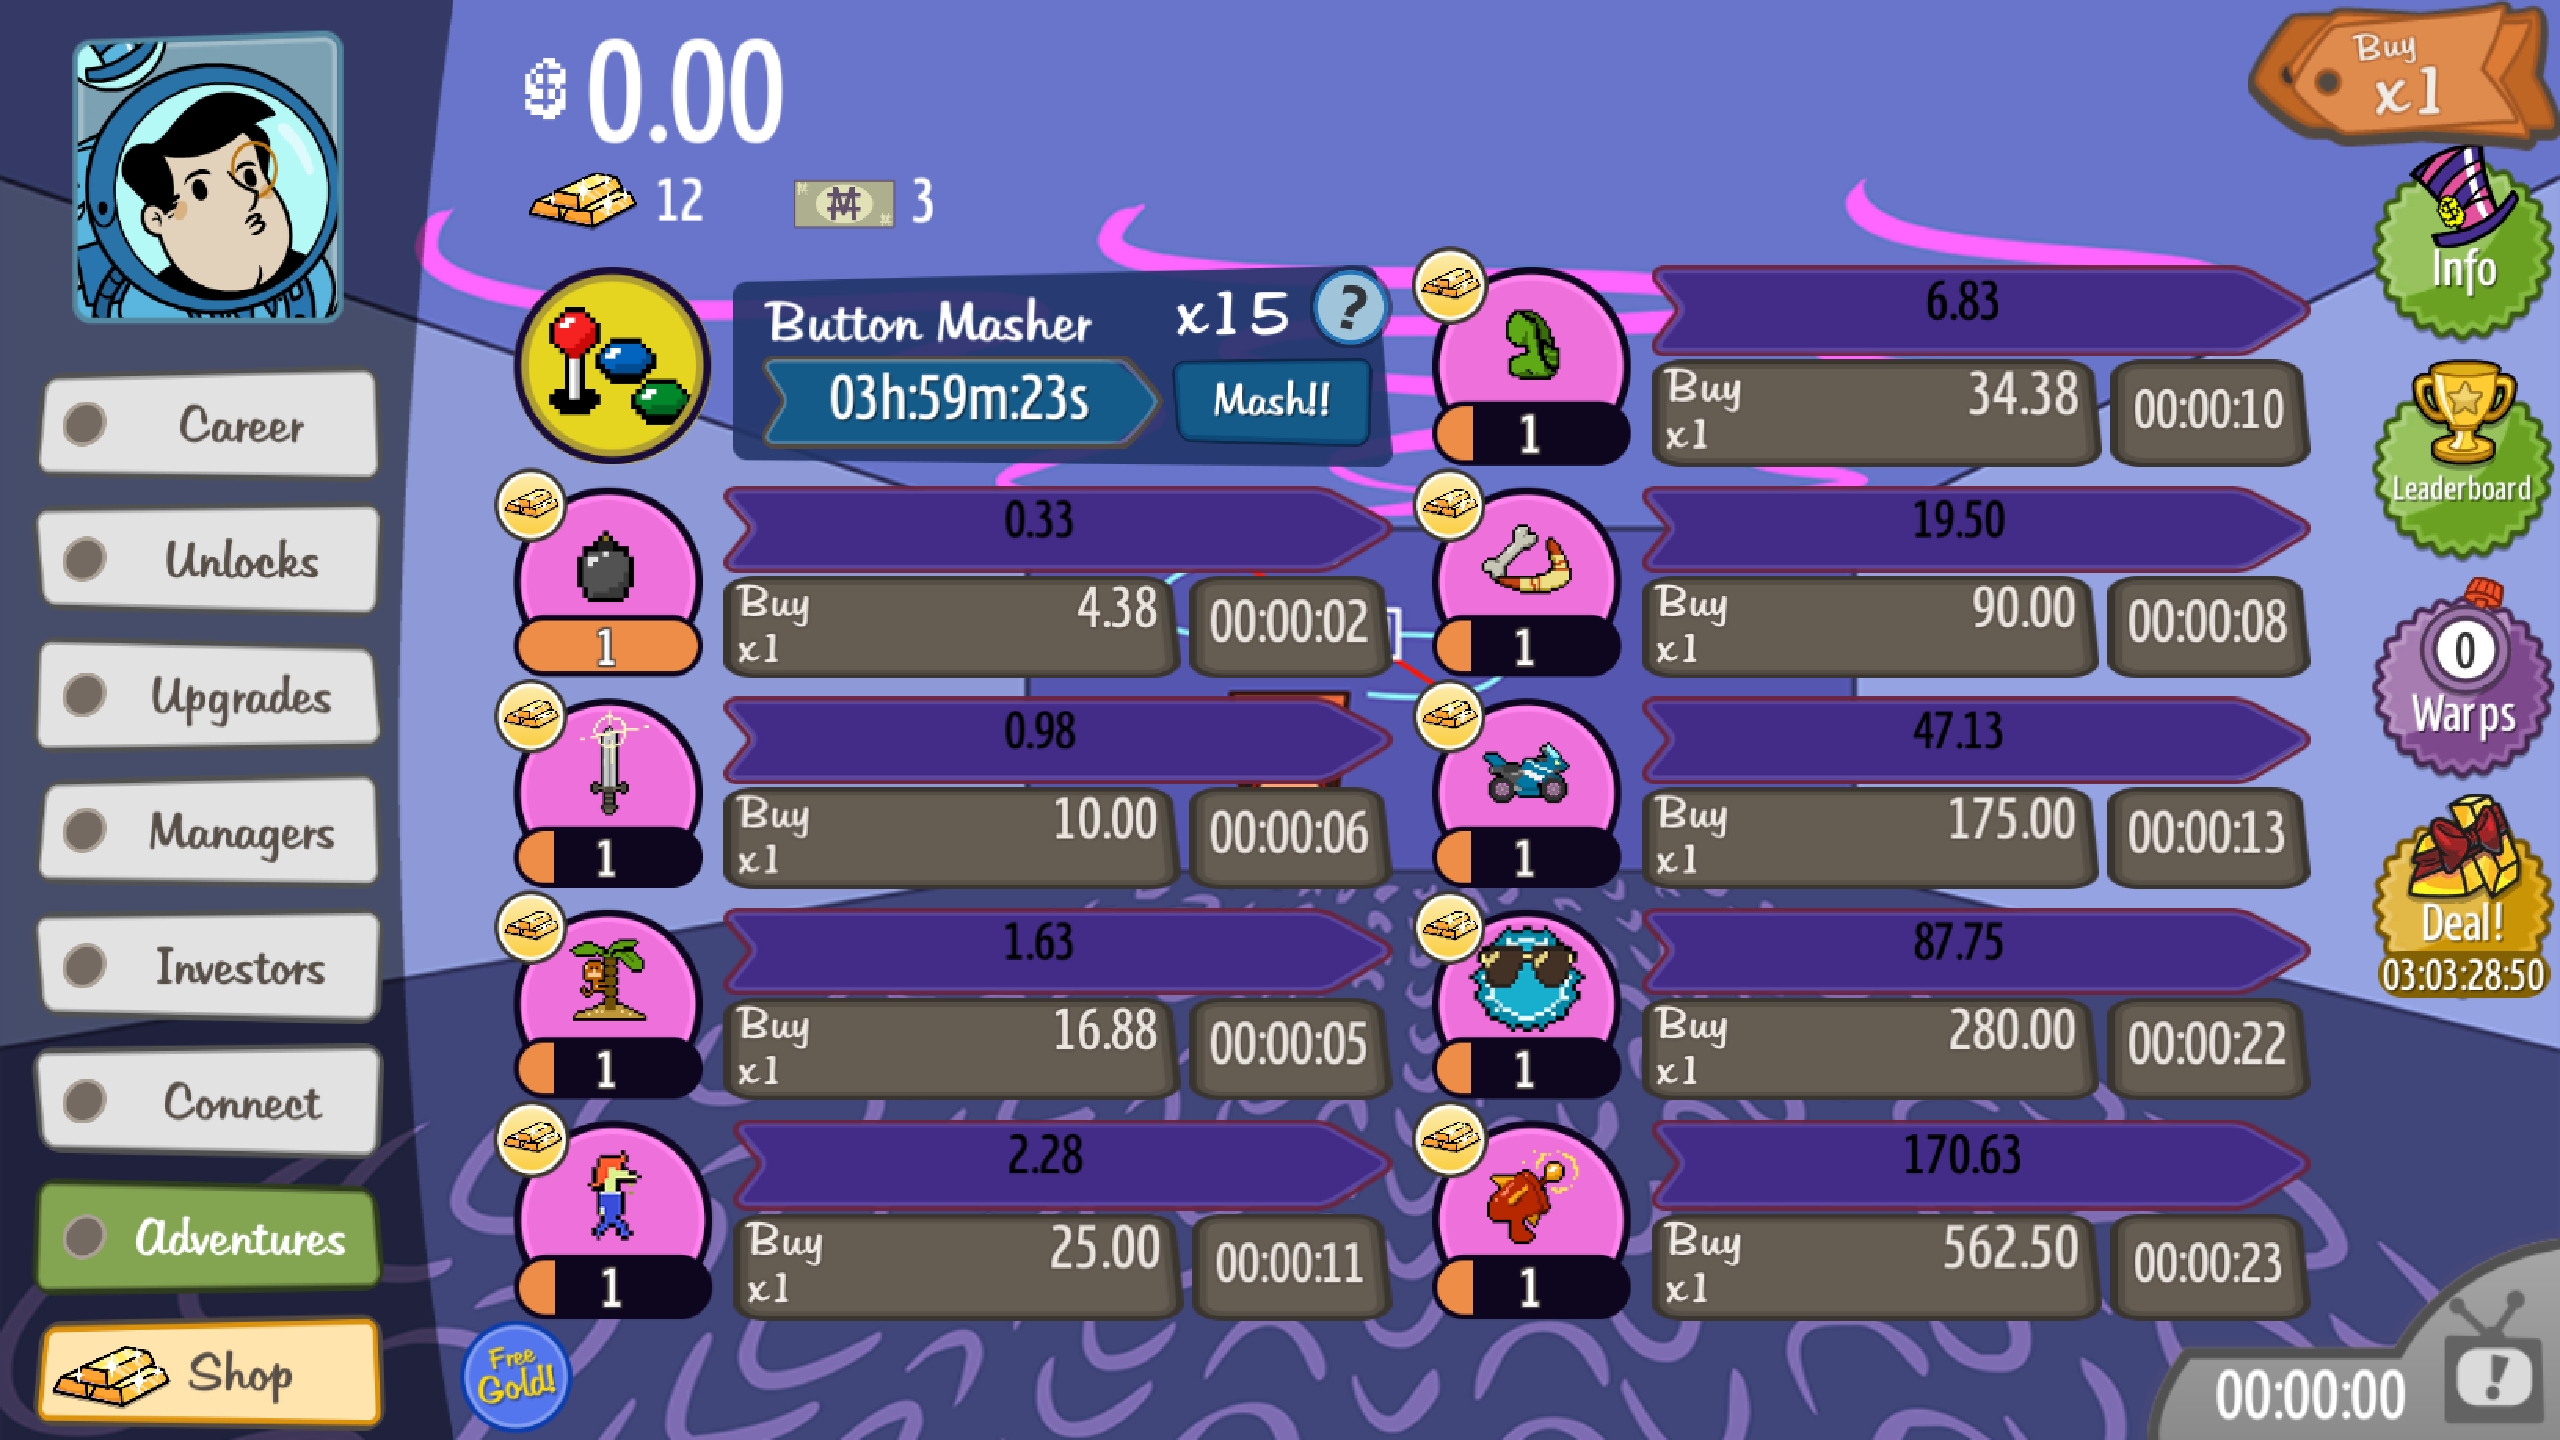 $ 0.00
12
3
Buy
x1
Career
Unlocks
Upgrades
Managers
Investors
Connect
Adventures
Shop
Button Masher x15 ?
03h:59m:23s Mash!!
1
6.83
Buy 34.38
x1
00:00:10
1
0.33
Buy 4.38
x1
00:00:02
1
19.50
Buy 90.00
x1
00:00:08
1
0.98
Buy 10.00
x1
00:00:06
1
47.13
Buy 175.00
x1
00:00:13
1
1.63
Buy 16.88
x1
00:00:05
1
87.75
Buy 280.00
x1
00:00:22
1
2.28
Buy 25.00
x1
00:00:11
1
170.63
Buy 562.50
x1
00:00:23
Info
Leaderboard
0
Warps
Deal!
03:03:28:50
Free
Gold!
00:00:00
!